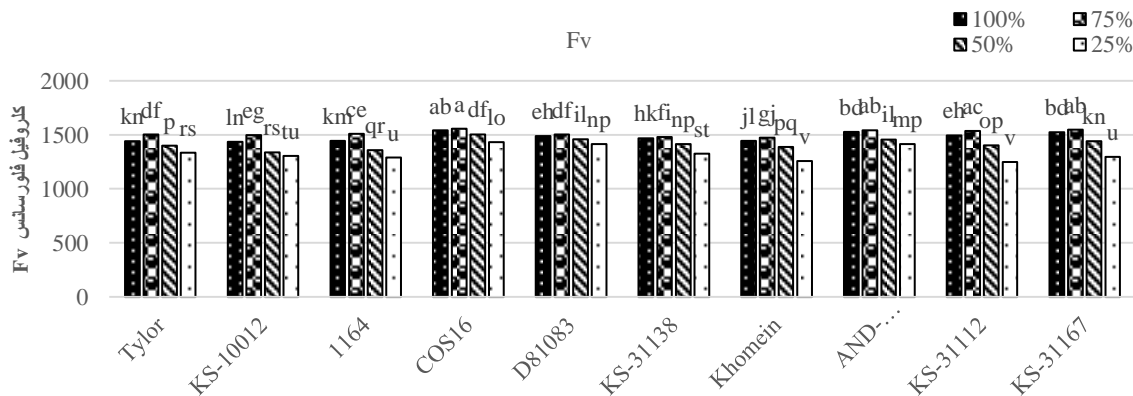 Fv
100%
75%
50%
25%
کلروفیل فلورسانس Fv
2000
1500
1000
500
0
kn df p rs
ln eg rs tu
km ce qr u
ab a df lo
eh df il np
hk fi np st
jl gj pq v
bd ab il mp
eh ac op v
bd ab kn u
Tylor
KS-10012
1164
COS16
D81083
KS-31138
Khomein
AND-…
KS-31112
KS-31167